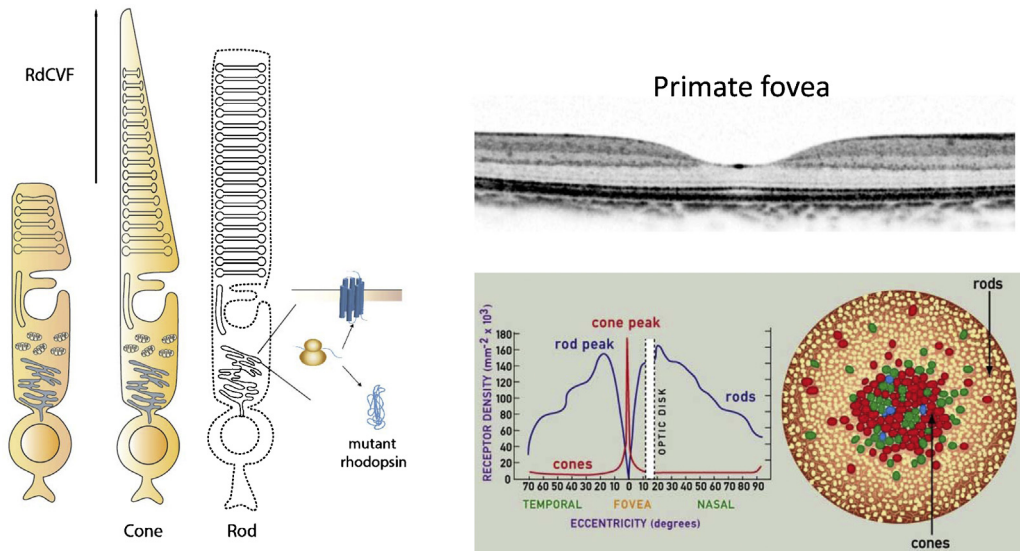 RdCVF
Cone
Rod
mutant
rhodopsin
Primate fovea
RECEPTOR DENSITY (mm⁻² x 10³)
180
160
140
120
100
80
60
40
20
0
rod peak
cone peak
rods
cones
OPTIC DISK
70 60 50 40 30 20 10 0 10 20 30 40 50 60 70 80 90
TEMPORAL FOVEA NASAL
ECCENTRICITY (degrees)
rods
cones